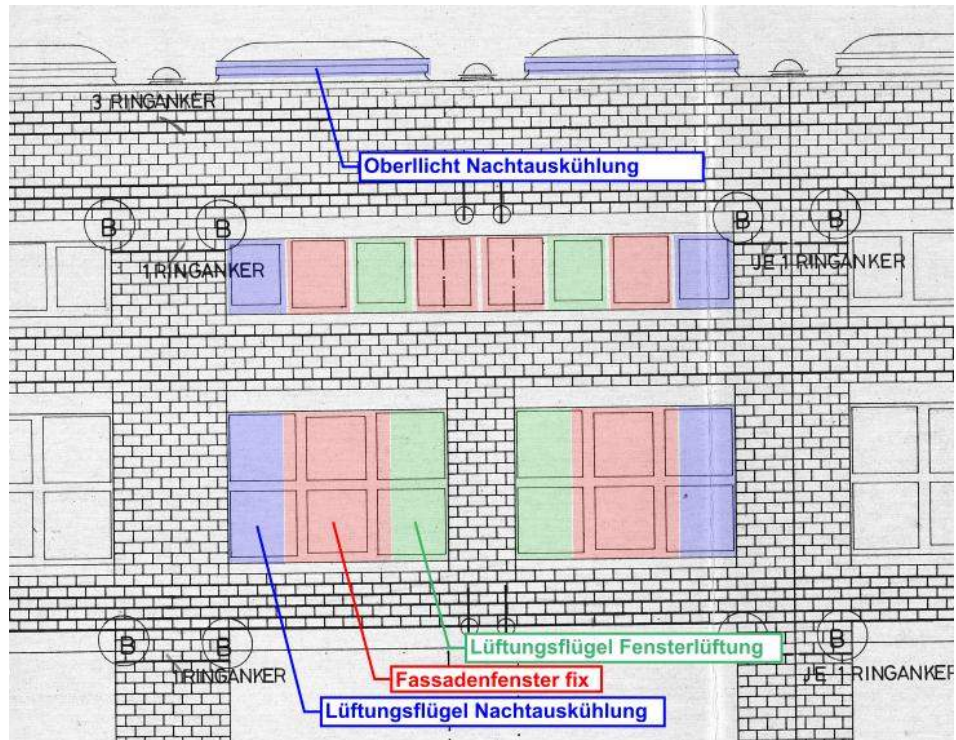 3 RINGANKER
Oberllicht Nachtauskühlung
B B B B
1 RINGANKER
JE 1 RINGANKER
B B B
Lüftungsflügel Fensterlüftung
1 RINGANKER
Fassadenfenster fix
JE 1 RINGANKER
Lüftungsflügel Nachtauskühlung